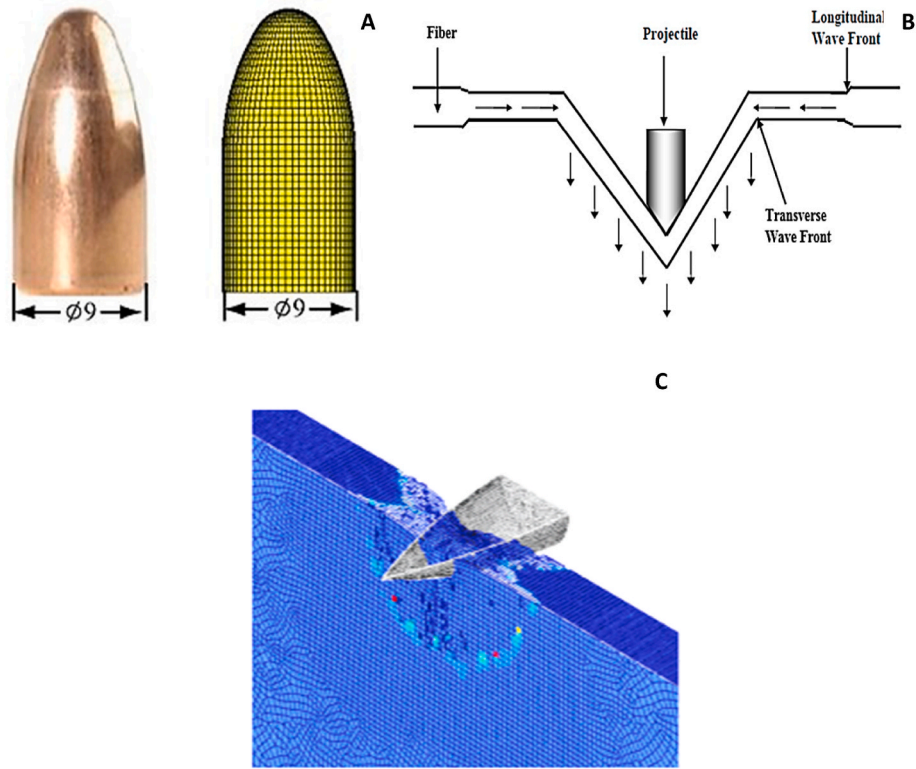 A
Ø9
Ø9
Fiber
Projectile
Longitudinal
Wave Front
B
Transverse
Wave Front
C